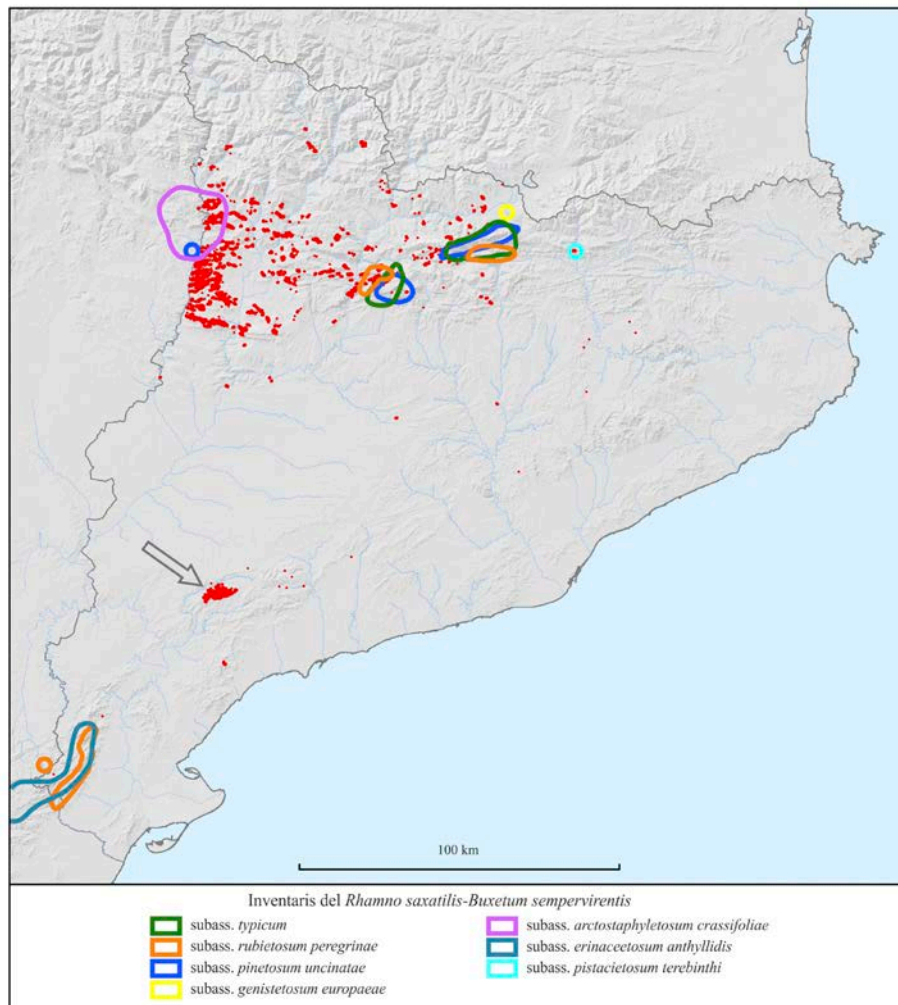 100 km
Inventaris del Rhamno saxatilis-Buxetum sempervirentis
subass. typicum
subass. rubietosum peregrinae
subass. pinetosum uncinatae
subass. genistetosum europaeae
subass. arctostaphyletosum crassifoliae
subass. erinaceetosum anthyllidis
subass. pistacietosum terebinthi